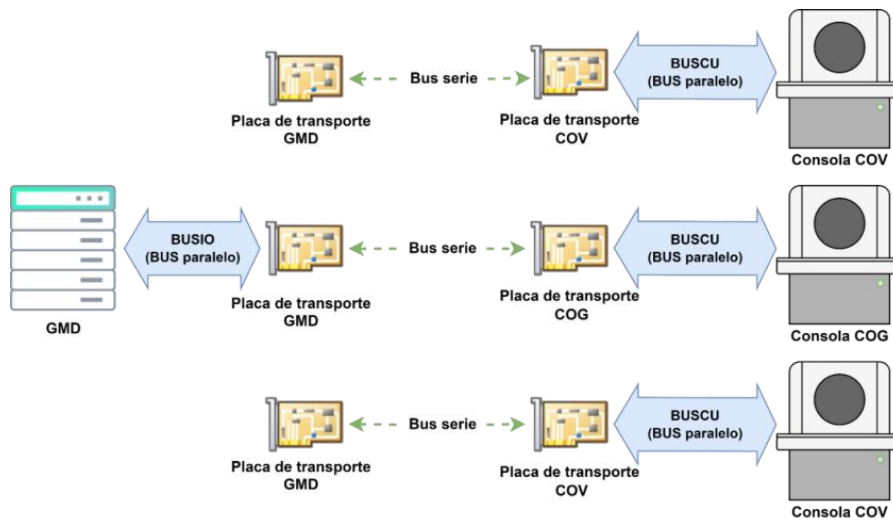 Bus serie
BUSCU
(BUS paralelo)
Placa de transporte
GMD
Placa de transporte
COV
Consola COV
BUSIO
(BUS paralelo)
Bus serie
BUSCU
(BUS paralelo)
GMD
Placa de transporte
GMD
Placa de transporte
COG
Consola COG
Bus serie
BUSCU
(BUS paralelo)
Placa de transporte
GMD
Placa de transporte
COV
Consola COV